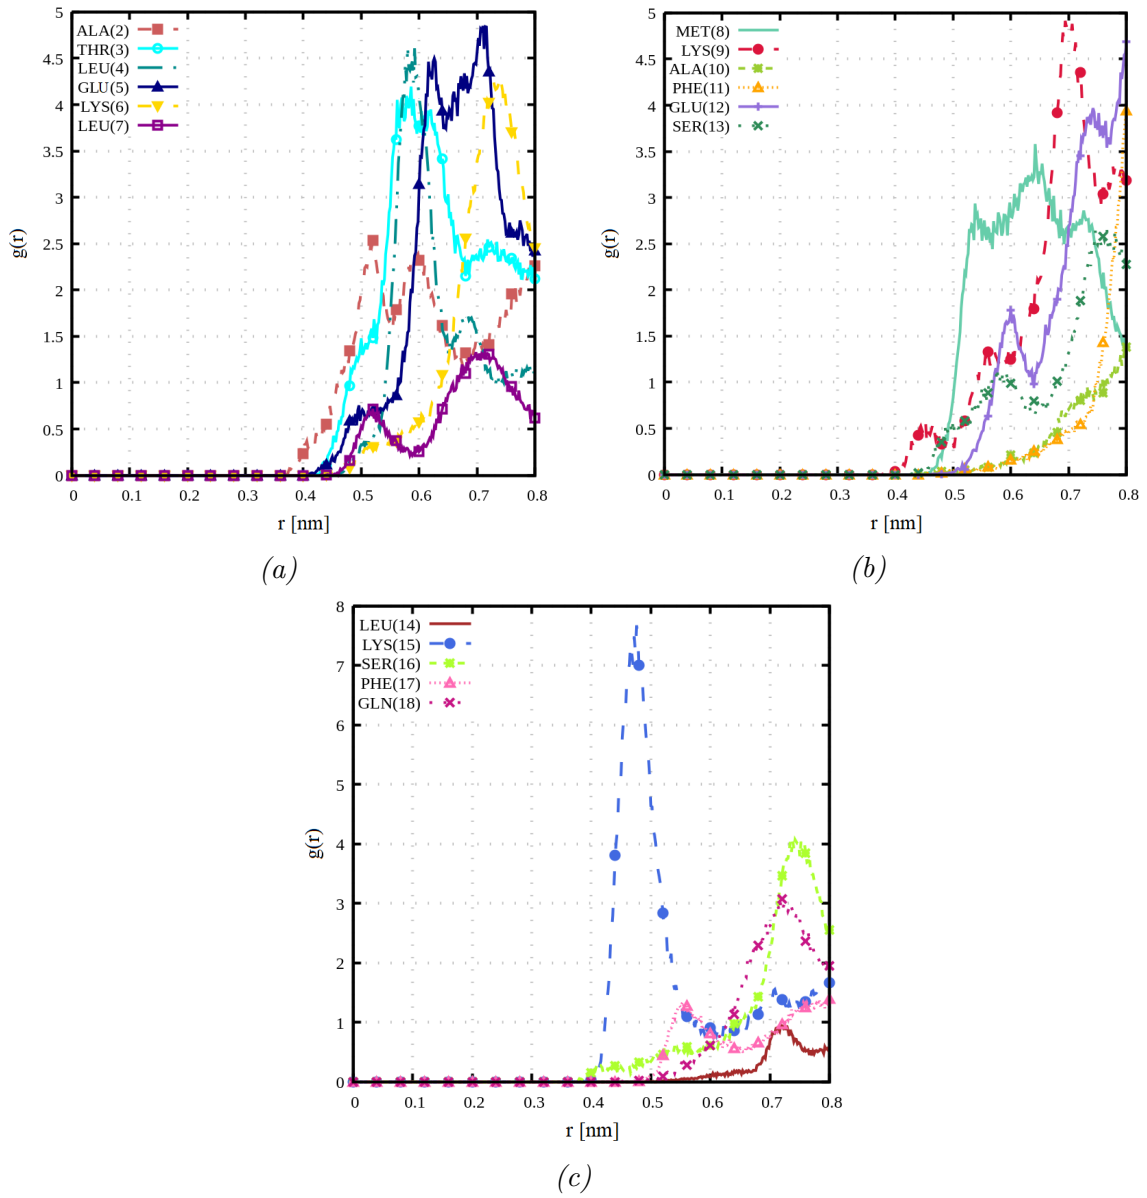 ALA(2)
THR(3)
LEU(4)
GLU(5)
LYS(6)
LEU(7)
g(r)
5
4.5
4
3.5
3
2.5
2
1.5
1
0.5
0
0 0.1 0.2 0.3 0.4 0.5 0.6 0.7 0.8
r [nm]
(a)
MET(8)
LYS(9)
ALA(10)
PHE(11)
GLU(12)
SER(13)
g(r)
5
4.5
4
3.5
3
2.5
2
1.5
1
0.5
0
0 0.1 0.2 0.3 0.4 0.5 0.6 0.7 0.8
r [nm]
(b)
LEU(14)
LYS(15)
SER(16)
PHE(17)
GLN(18)
g(r)
8
7
6
5
4
3
2
1
0
0 0.1 0.2 0.3 0.4 0.5 0.6 0.7 0.8
r [nm]
(c)